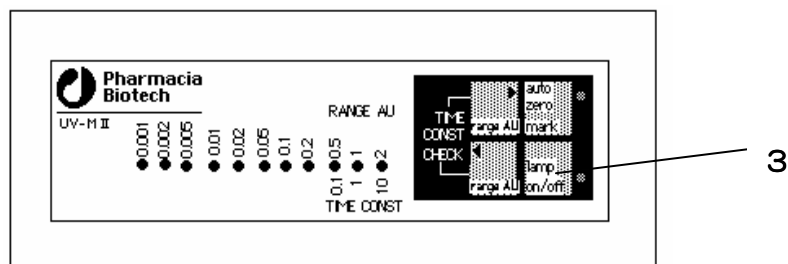 Pharmacia
Biotech
UV-M II
RANGE AU
0.001 0.002 0.005 0.01 0.02 0.05 0.1 0.2 0.5 1 2
0.1 1 10
TIME CONST
TIME
CONST
CHECK
range AU
auto
zero
mark
range AU
lamp
on/off
3